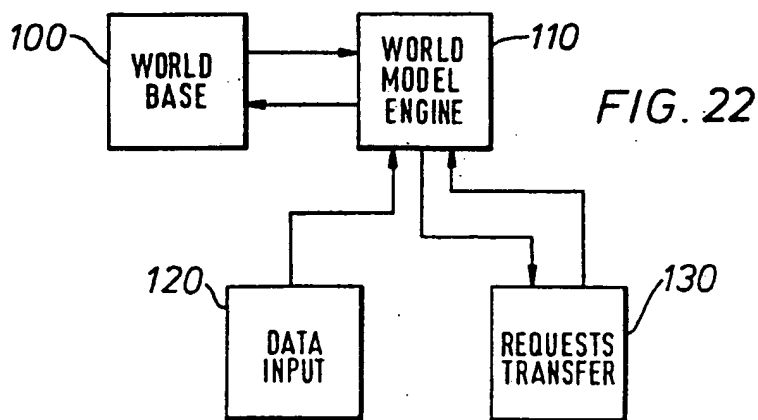 100
WORLD
BASE
WORLD
MODEL
ENGINE
110
FIG. 22
120
DATA
INPUT
REQUESTS
TRANSFER
130